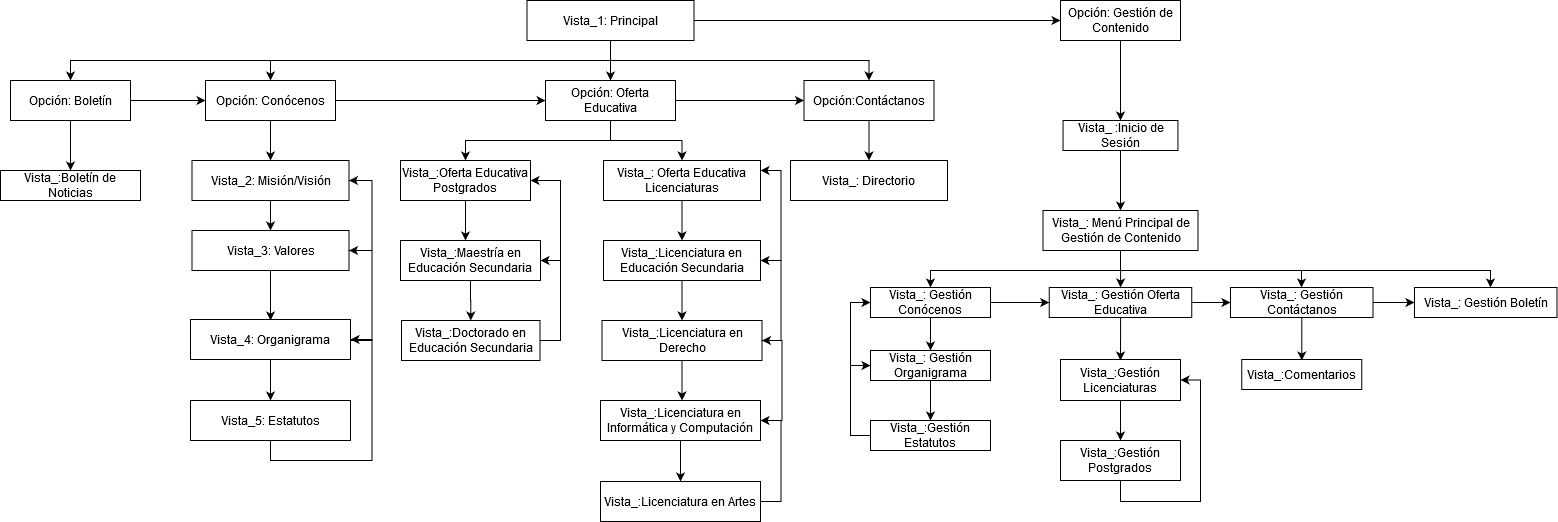 Vista_1: Principal
Opción: Gestión de
Contenido
Opción: Boletín
Opción: Conócenos
Opción: Oferta
Educativa
Opción:Contáctanos
Vista_ :Inicio de
Sesión
Vista_:Boletín de
Noticias
Vista_2: Misión/Visión
Vista_:Oferta Educativa
Postgrados
Vista_: Oferta Educativa
Licenciaturas
Vista_: Directorio
Vista_3: Valores
Vista_:Maestría en
Educación Secundaria
Vista_:Licenciatura en
Educación Secundaria
Vista_: Menú Principal de
Gestión de Contenido
Vista_4: Organigrama
Vista_:Doctorado en
Educación Secundaria
Vista_:Licenciatura en
Derecho
Vista_: Gestión
Conócenos
Vista_: Gestión Oferta
Educativa
Vista_: Gestión
Contáctanos
Vista_: Gestión Boletín
Vista_: Gestión
Organigrama
Vista_:Gestión
Licenciaturas
Vista_:Comentarios
Vista_5: Estatutos
Vista_:Licenciatura en
Informática y Computación
Vista_:Gestión
Estatutos
Vista_:Gestión
Postgrados
Vista_:Licenciatura en Artes